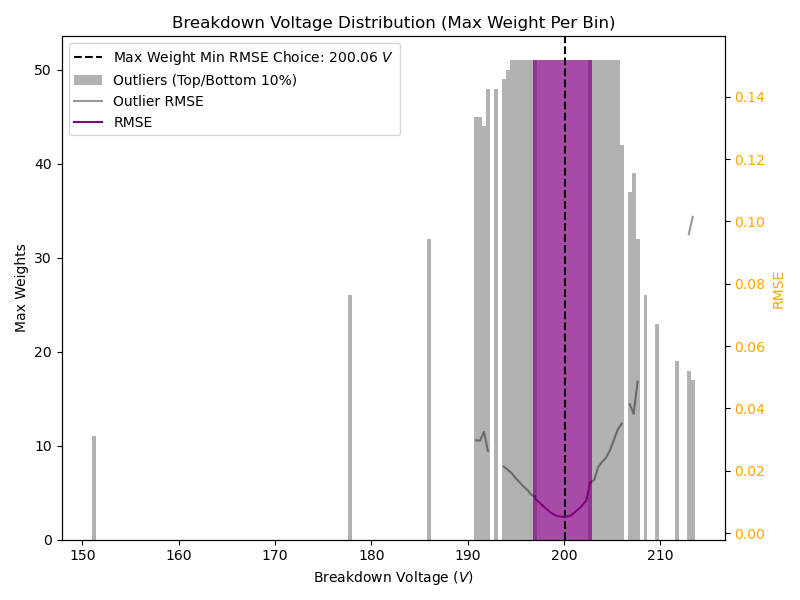 Breakdown Voltage Distribution (Max Weight Per Bin)
Max Weight Min RMSE Choice: 200.06 V
Outliers (Top/Bottom 10%)
Outlier RMSE
RMSE
Max Weights
50
40
30
20
10
0
0.14
0.12
0.10
0.08
0.06
0.04
0.02
0.00
RMSE
150 160 170 180 190 200 210
Breakdown Voltage (V)